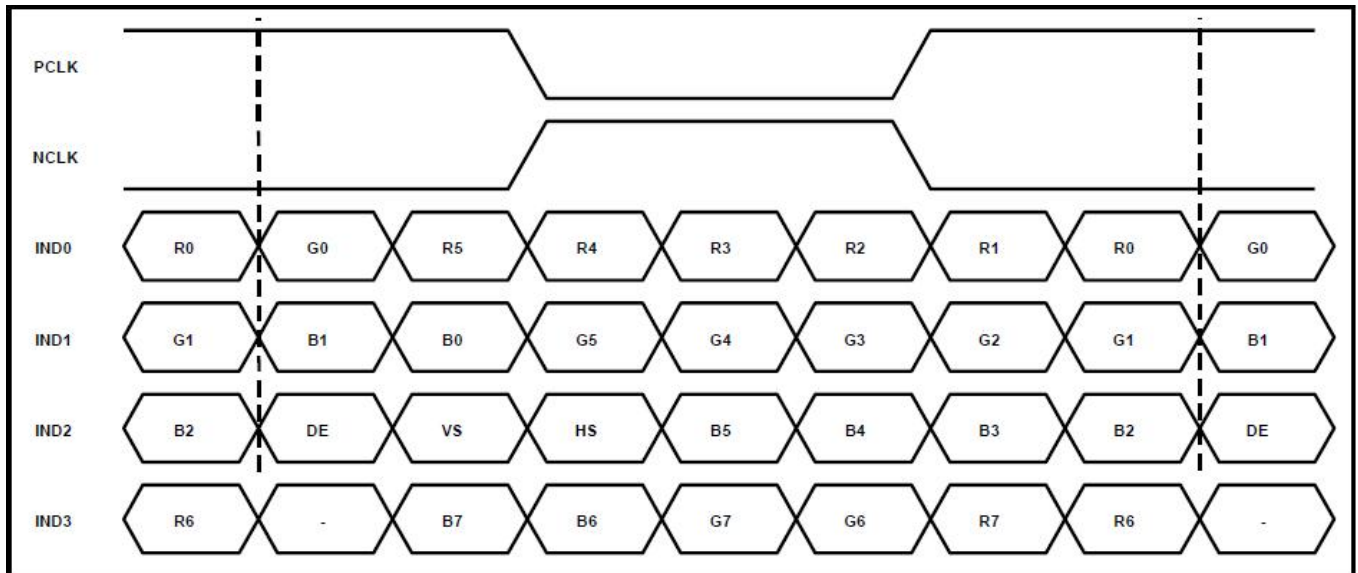 PCLK
NCLK
IND0 R0 G0 R5 R4 R3 R2 R1 R0 G0
IND1 G1 B1 B0 G5 G4 G3 G2 G1 B1
IND2 B2 DE VS HS B5 B4 B3 B2 DE
IND3 R6 - B7 B6 G7 G6 R7 R6 -